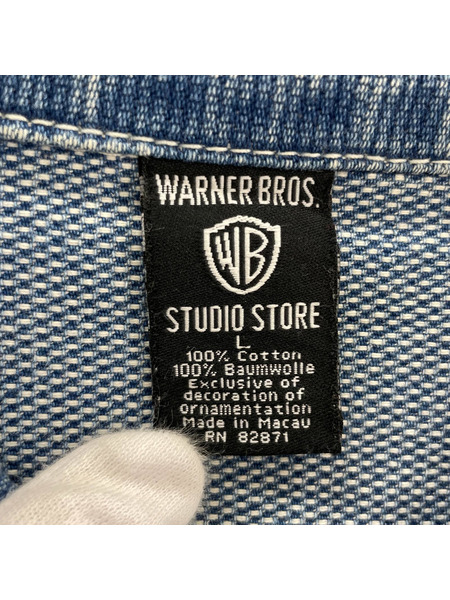 WARNER BROS.
WB
STUDIO STORE
L
100% Cotton
100% Baumwolle
Exclusive of
decoration of
ornamentation
Made in Macau
RN 82871